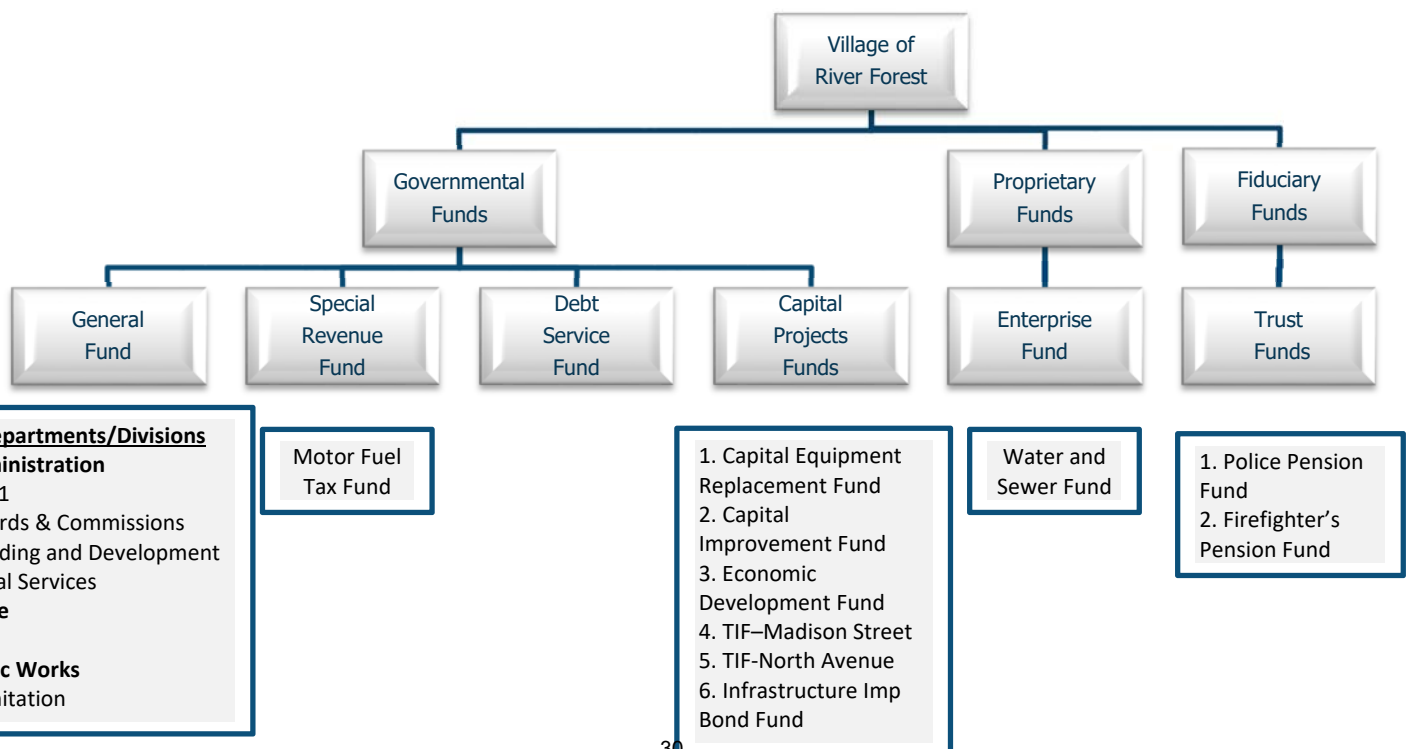 Village of
River Forest
Governmental
Funds
Proprietary
Funds
Fiduciary
Funds
General
Fund
Special
Revenue
Fund
Debt
Service
Fund
Capital
Projects
Funds
Enterprise
Fund
Trust
Funds
epartments/Divisions
ministration
1
rds & Commissions
ding and Development
al Services
e
c Works
nitation
Motor Fuel
Tax Fund
1. Capital Equipment
Replacement Fund
2. Capital
Improvement Fund
3. Economic
Development Fund
4. TIF–Madison Street
5. TIF-North Avenue
6. Infrastructure Imp
Bond Fund
Water and
Sewer Fund
1. Police Pension
Fund
2. Firefighter’s
Pension Fund
30